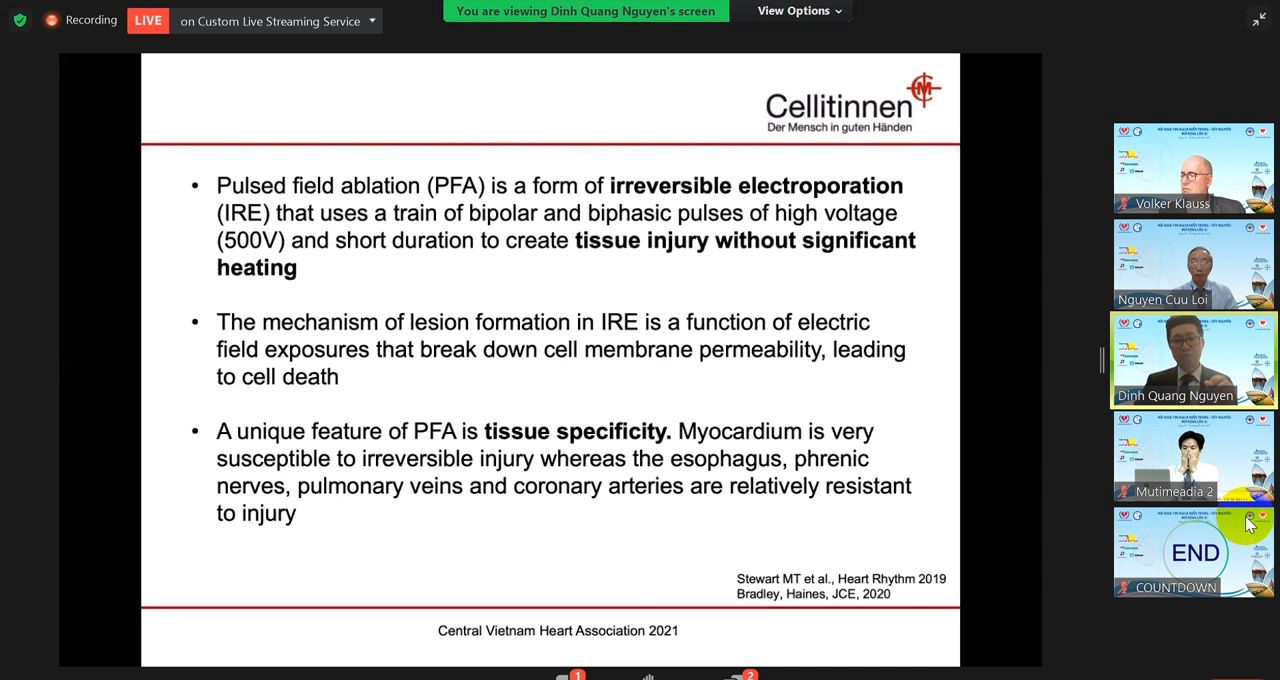 Recording
LIVE
on Custom Live Streaming Service
You are viewing Dinh Quang Nguyen's screen
View Options
Cellitinnen
Der Mensch in guten Händen
• Pulsed field ablation (PFA) is a form of irreversible electroporation
(IRE) that uses a train of bipolar and biphasic pulses of high voltage
(500V) and short duration to create tissue injury without significant
heating
• The mechanism of lesion formation in IRE is a function of electric
field exposures that break down cell membrane permeability, leading
to cell death
• A unique feature of PFA is tissue specificity. Myocardium is very
susceptible to irreversible injury whereas the esophagus, phrenic
nerves, pulmonary veins and coronary arteries are relatively resistant
to injury
Stewart MT et al., Heart Rhythm 2019
Bradley, Haines, JCE, 2020
Central Vietnam Heart Association 2021
Volker Klauss
Nguyen Cuu Loi
Dinh Quang Nguyen
Mutimeadia 2
END
COUNTDOWN
1
2